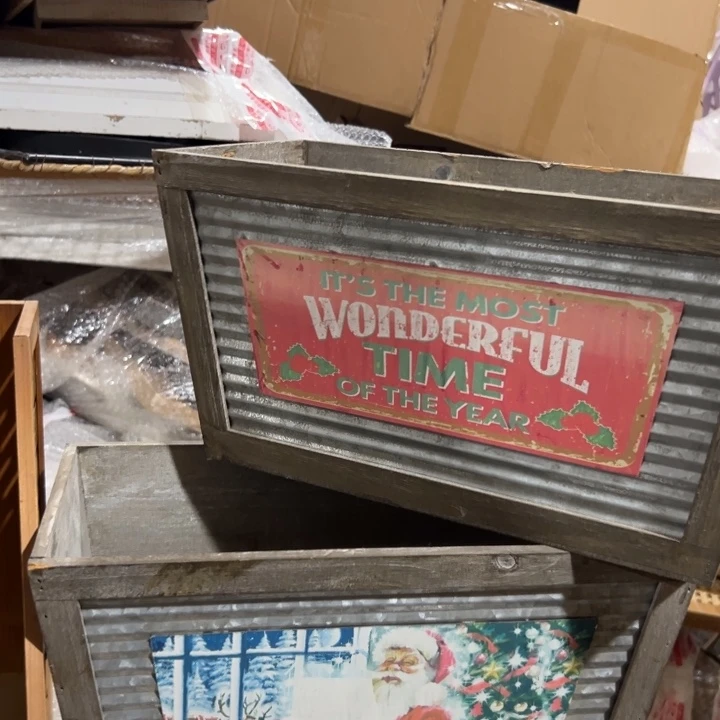 IT'S THE MOST
WONDERFUL
TIME
OF THE YEAR